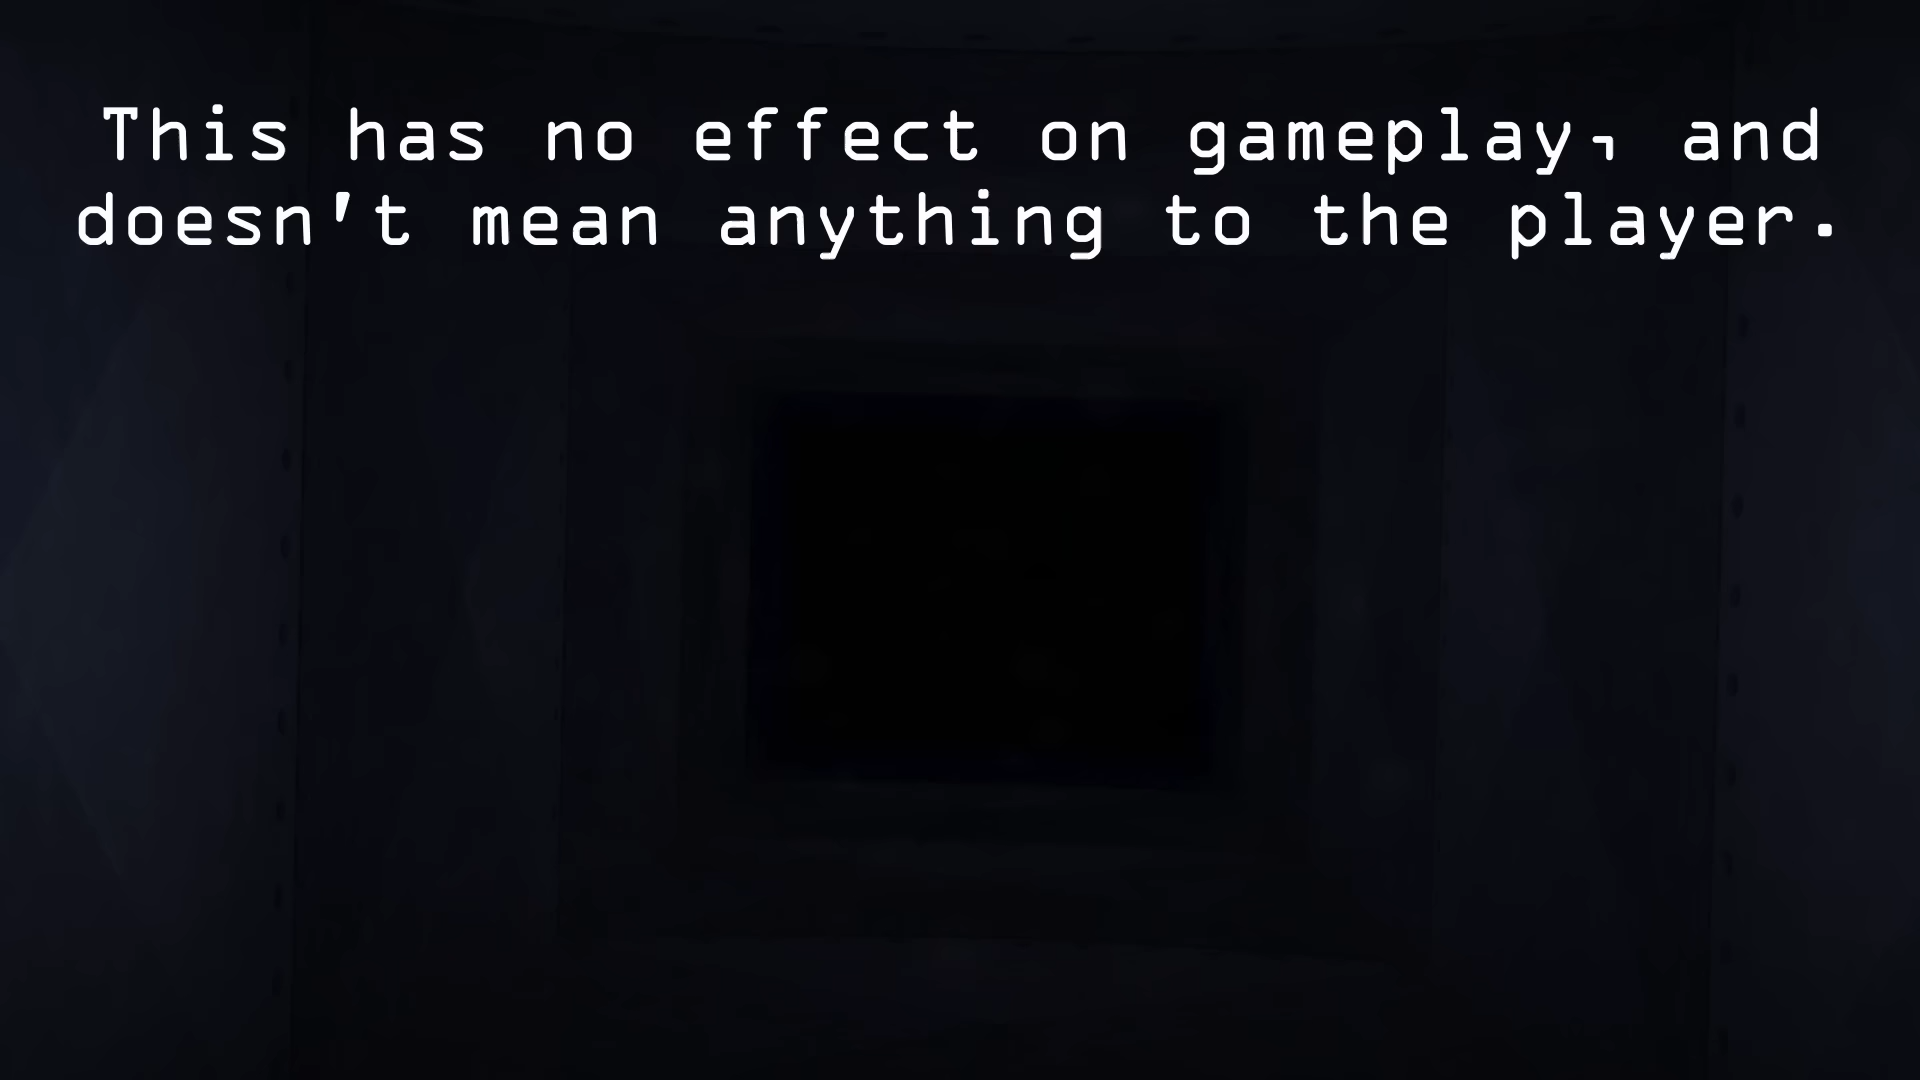 This has no effect on gameplay, and
doesn't mean anything to the player.